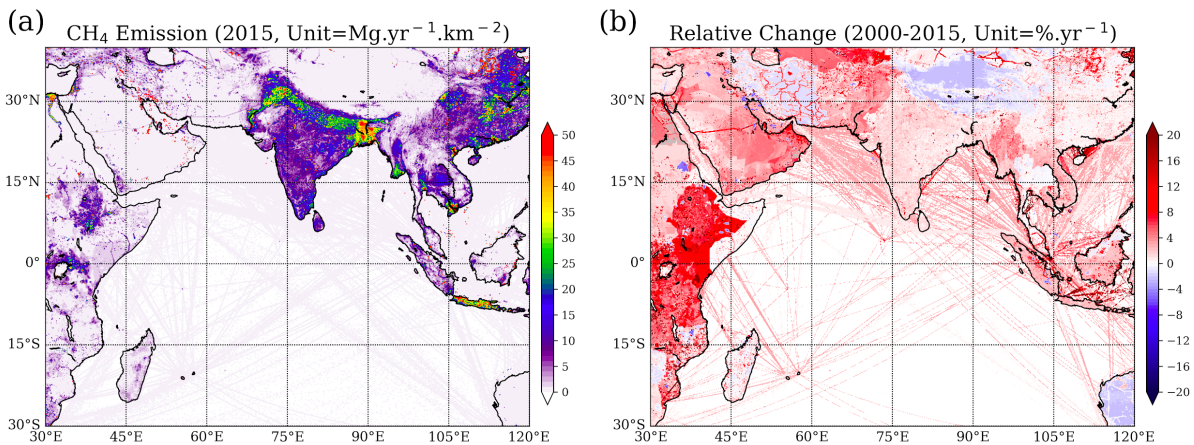 (a)
CH₄ Emission (2015, Unit=Mg.yr⁻¹.km⁻²)
30°N
15°N
0°
15°S
30°S
30°E
45°E
60°E
75°E
90°E
105°E
120°E
50
45
40
35
30
25
20
15
10
5
0
(b)
Relative Change (2000-2015, Unit=%.yr⁻¹)
30°N
15°N
0°
15°S
30°S
30°E
45°E
60°E
75°E
90°E
105°E
120°E
20
16
12
8
4
0
−4
−8
−12
−16
−20